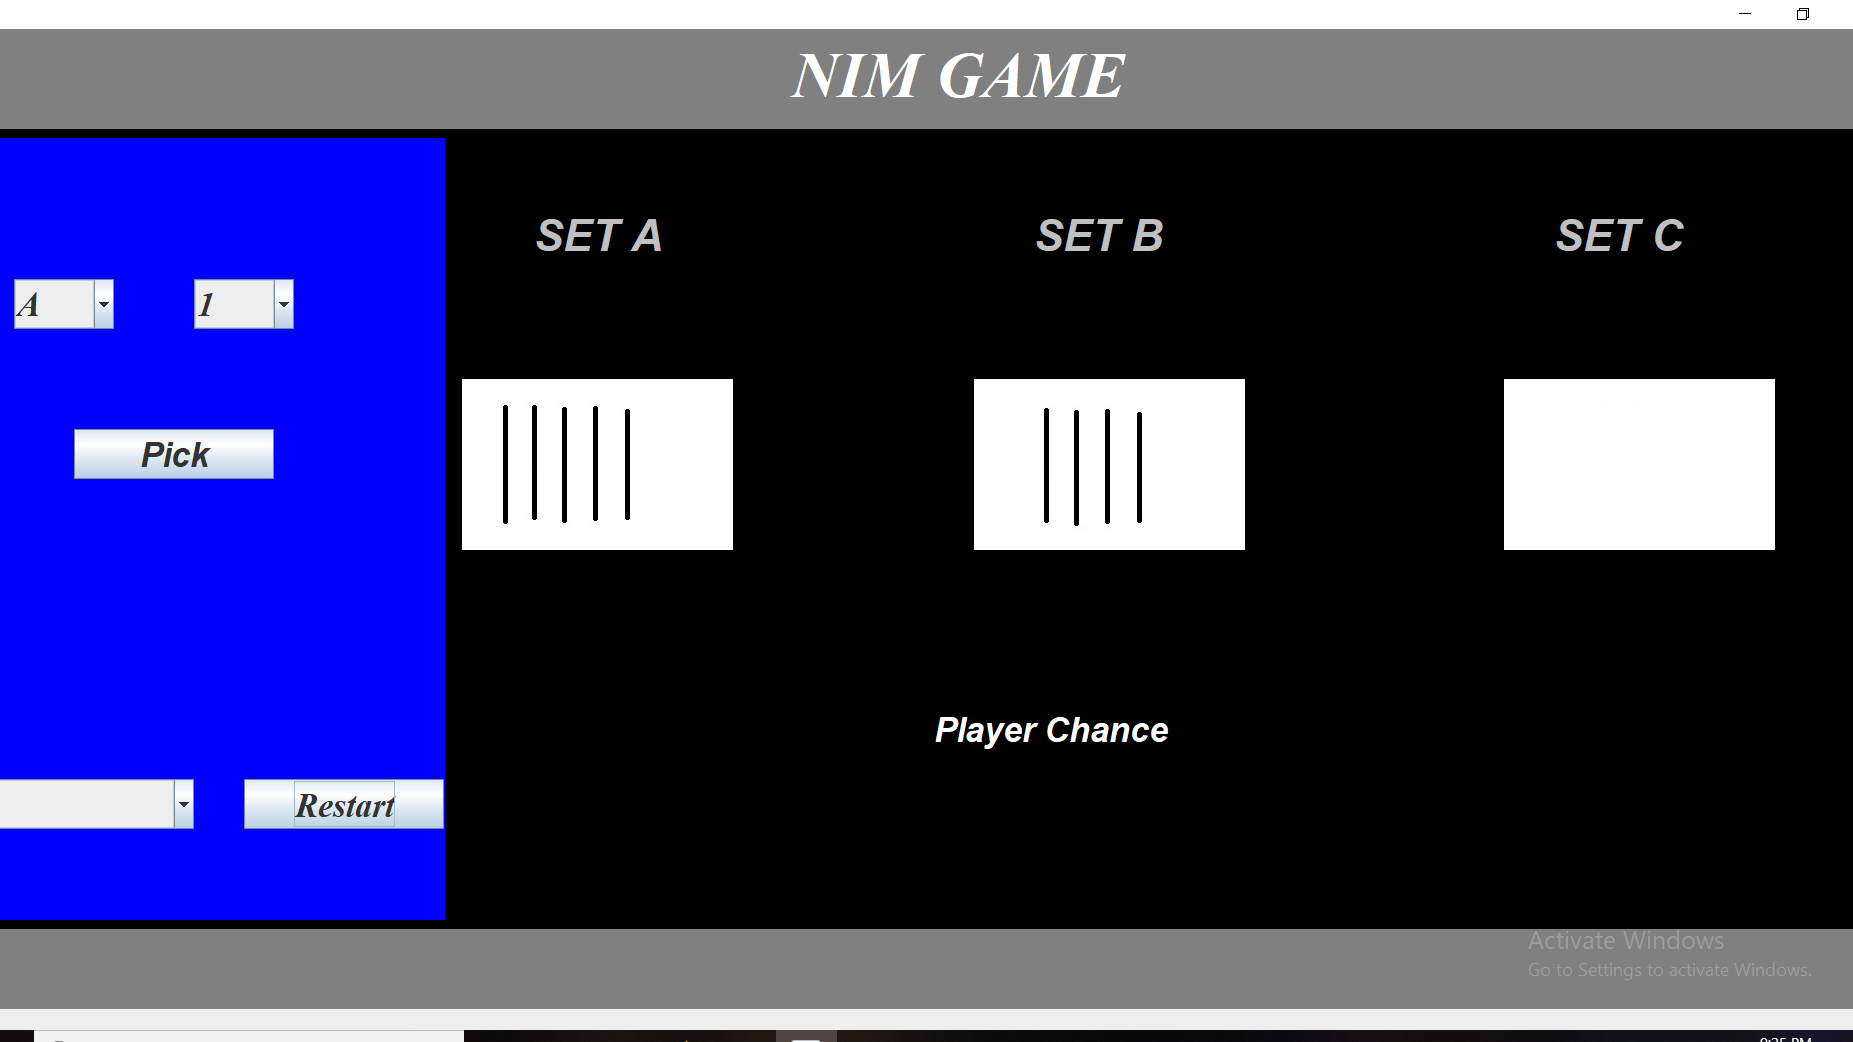 NIM GAME
SET A
SET B
SET C
A
1
Pick
Player Chance
Restart
Activate Windows
Go to Settings to activate Windows.